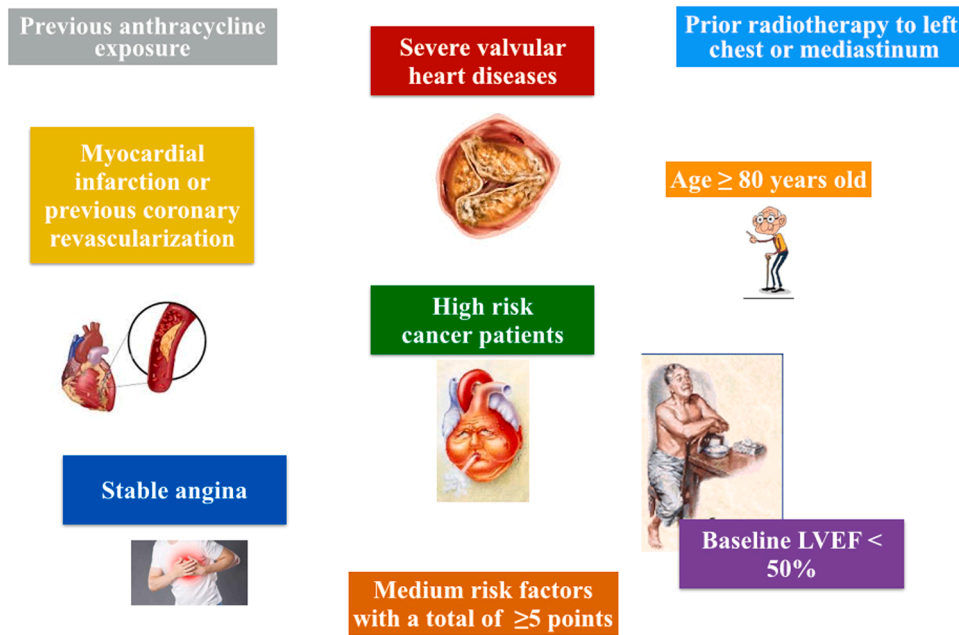 Previous anthracycline
exposure
Severe valvular
heart diseases
Prior radiotherapy to left
chest or mediastinum
Myocardial
infarction or
previous coronary
revascularization
Age ≥ 80 years old
High risk
cancer patients
Stable angina
Baseline LVEF <
50%
Medium risk factors
with a total of ≥5 points